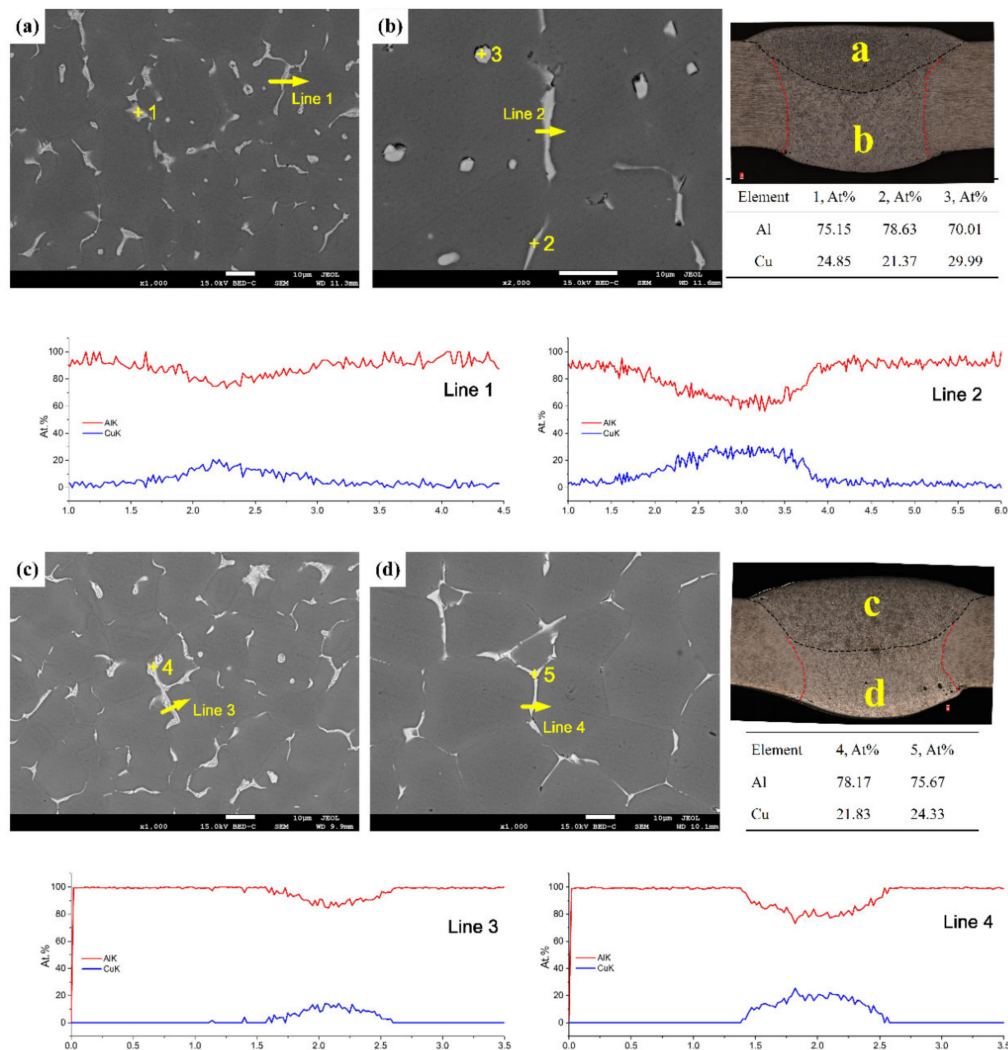 (a)
1
Line 1
10μm JEOL
×1,000 15.0kV BED-C SEM WD 11.3mm
(b)
3
Line 2
2
10μm JEOL
×2,000 15.0kV BED-C SEM WD 11.6mm
a
b
Element 1, At% 2, At% 3, At%
Al 75.15 78.63 70.01
Cu 24.85 21.37 29.99
100
80
60
40
20
0
At.%
Line 1
AlK
CuK
1.0 1.5 2.0 2.5 3.0 3.5 4.0 4.5
100
80
60
40
20
0
At.%
Line 2
AlK
CuK
1.0 1.5 2.0 2.5 3.0 3.5 4.0 4.5 5.0 5.5 6.0
(c)
4
Line 3
10μm JEOL
×1,000 15.0kV BED-C SEM WD 9.9mm
(d)
5
Line 4
10μm JEOL
×1,000 15.0kV BED-C SEM WD 10.1mm
c
d
Element 4, At% 5, At%
Al 78.17 75.67
Cu 21.83 24.33
100
80
60
40
20
0
At.%
Line 3
AlK
CuK
0.0 0.5 1.0 1.5 2.0 2.5 3.0 3.5
100
80
60
40
20
0
At.%
Line 4
AlK
CuK
0.0 0.5 1.0 1.5 2.0 2.5 3.0 3.5